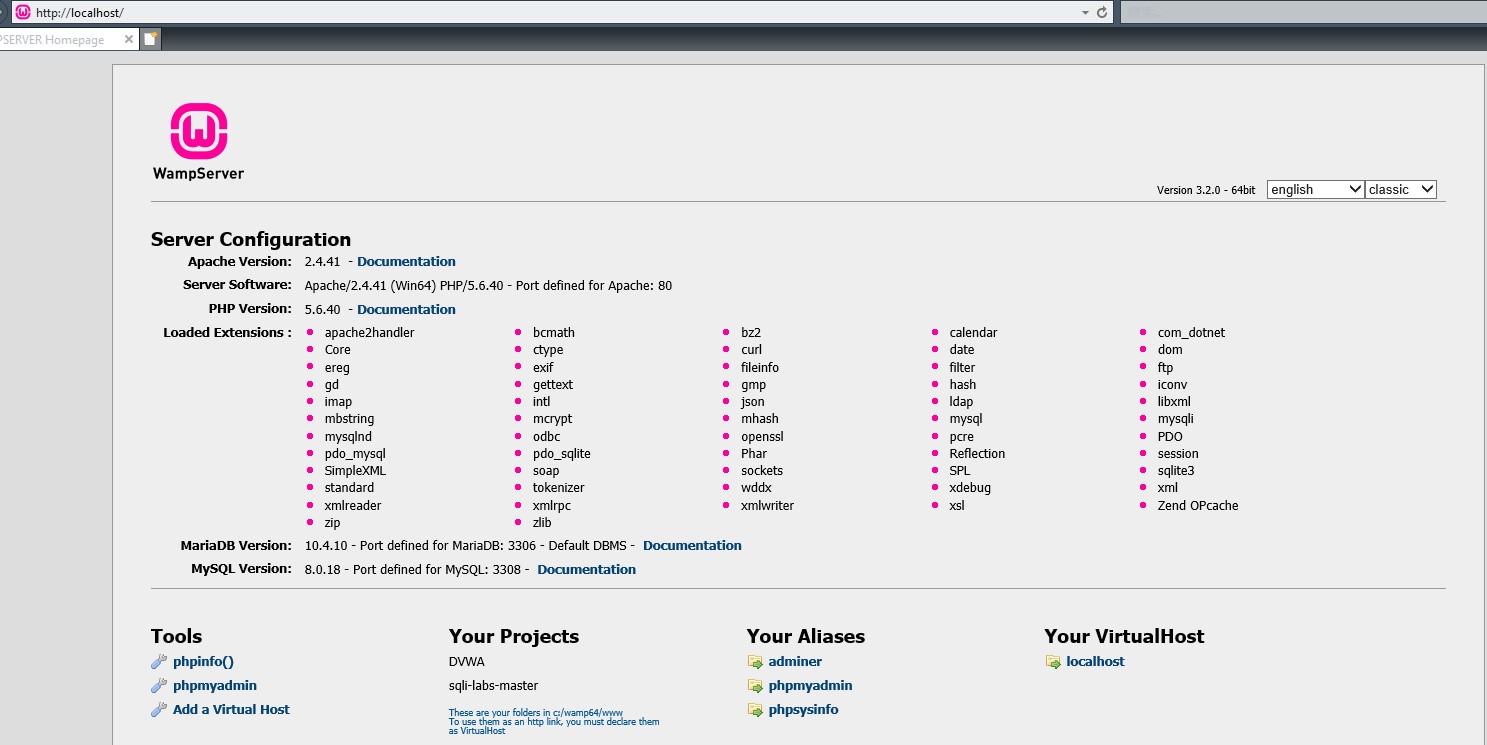 http://localhost/
PSERVER Homepage
WampServer
Version 3.2.0 - 64bit english classic
Server Configuration
Apache Version: 2.4.41 - Documentation
Server Software: Apache/2.4.41 (Win64) PHP/5.6.40 - Port defined for Apache: 80
PHP Version: 5.6.40 - Documentation
Loaded Extensions : apache2handler bcmath bz2 calendar com_dotnet
Core ctype curl date dom
ereg exif fileinfo filter ftp
gd gettext gmp hash iconv
imap intl json ldap libxml
mbstring mcrypt mhash mysql mysqli
mysqlnd odbc openssl pcre PDO
pdo_mysql pdo_sqlite Phar Reflection session
SimpleXML soap sockets SPL sqlite3
standard tokenizer wddx xdebug xml
xmlreader xmlrpc xmlwriter xsl Zend OPcache
zip zlib
MariaDB Version: 10.4.10 - Port defined for MariaDB: 3306 - Default DBMS - Documentation
MySQL Version: 8.0.18 - Port defined for MySQL: 3308 - Documentation
Tools
phpinfo()
phpmyadmin
Add a Virtual Host
Your Projects
DVWA
sqli-labs-master
These are your folders in c:/wamp64/www
To use them as an http link, you must declare them
as VirtualHost
Your Aliases
adminer
phpmyadmin
phpsysinfo
Your VirtualHost
localhost